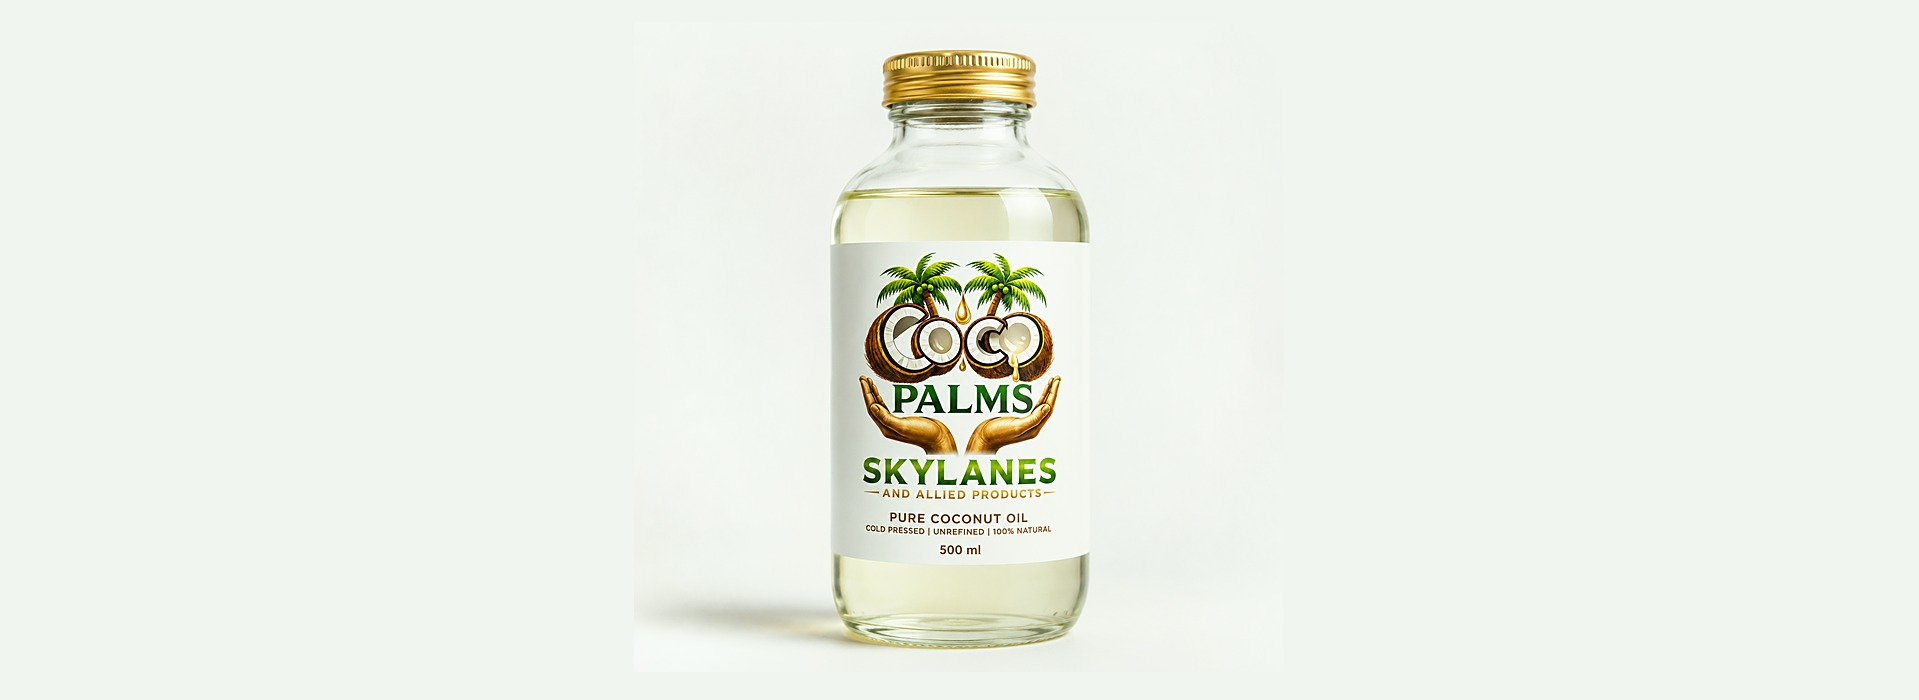 COCO
PALMS
SKYLANES
AND ALLIED PRODUCTS
PURE COCONUT OIL
COLD PRESSED | UNREFINED | 100% NATURAL
500 ml